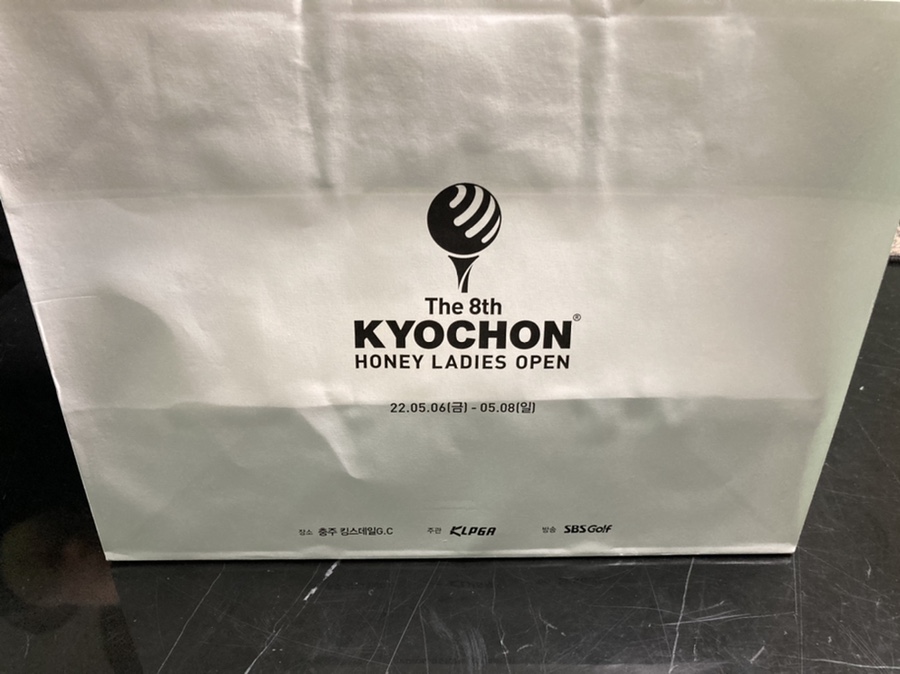 The 8th
KYOCHON®
HONEY LADIES OPEN
22.05.06(금) - 05.08(일)
장소 충주 킹스데일G.C 주관 KLPGA 방송 SBS Golf